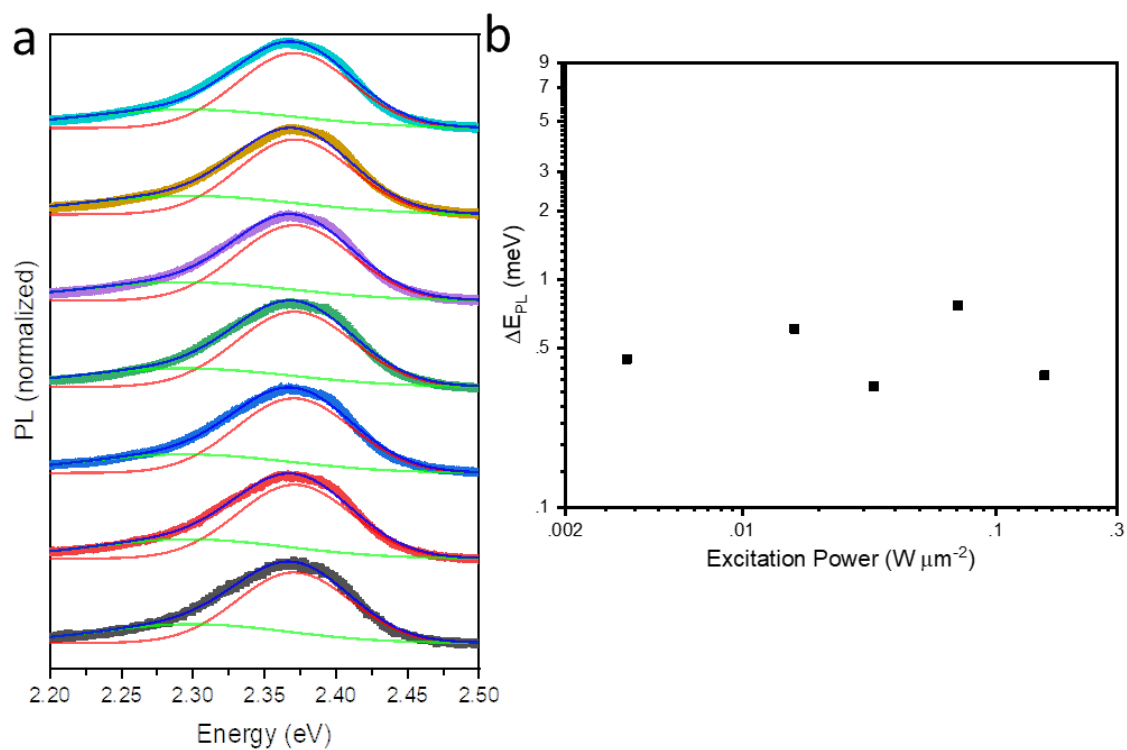 a
PL (normalized)
2.20 2.25 2.30 2.35 2.40 2.45 2.50
Energy (eV)
b
ΔE_PL (meV)
9
7
5
3
2
1
.5
.1
.002 .01 .1 .3
Excitation Power (W μm⁻²)